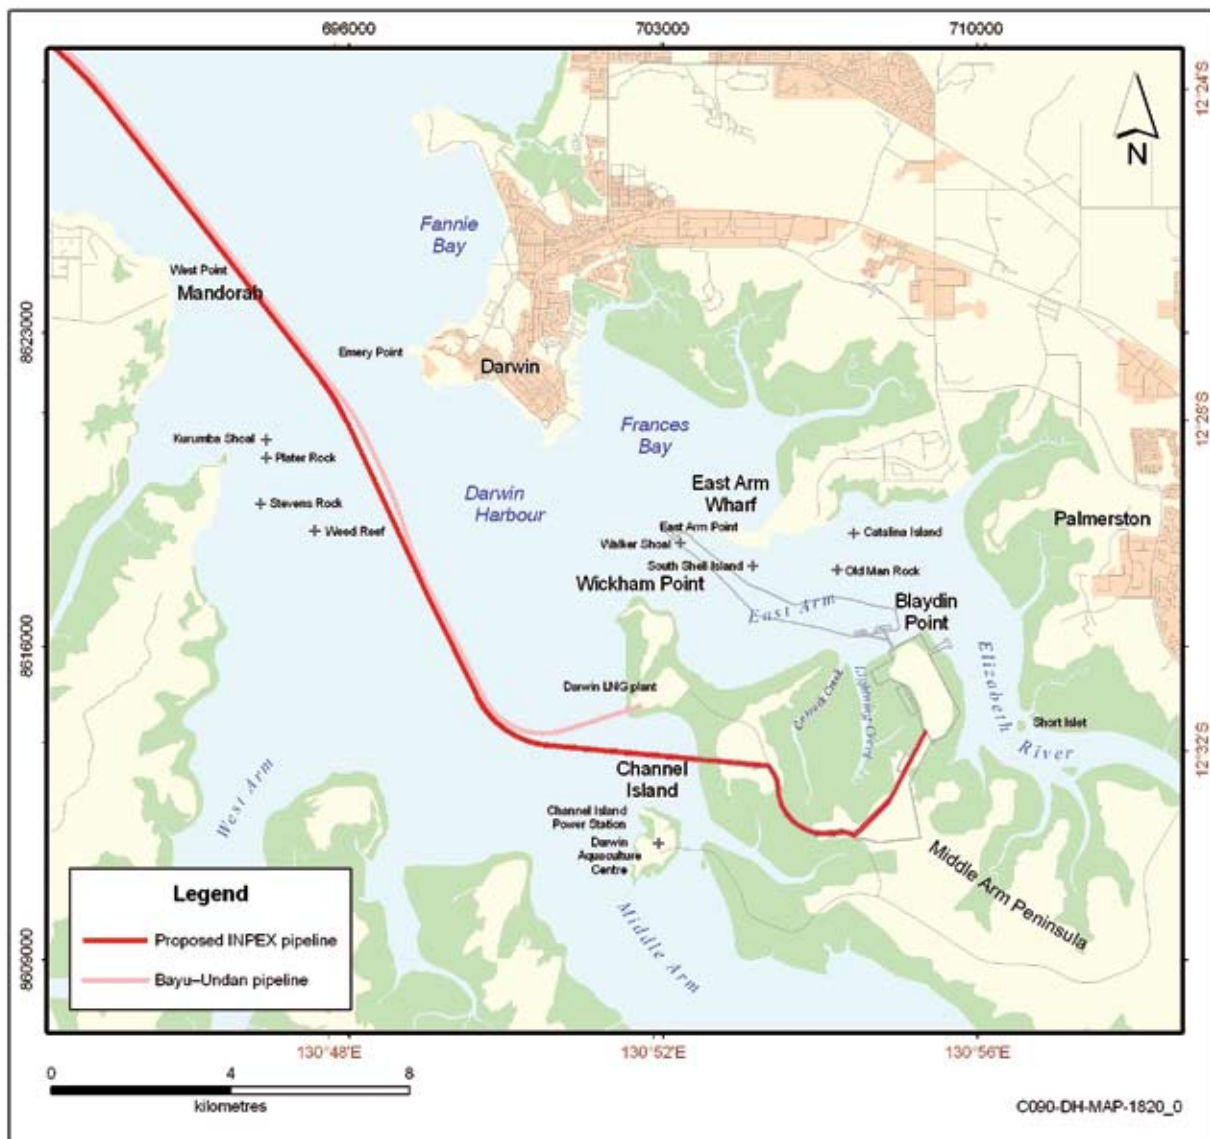 696000
703000
710000
12°24'S
N
Fannie
Bay
West Point
Mandorah
8623000
Emery Point
Darwin
12°28'S
Kurumba Shoal
Plater Rock
Frances
Bay
Stevens Rock
Weed Reef
Darwin
Harbour
East Arm
Wharf
East Arm Point
Walker Shoal
South Shell Island
Catalina Island
Old Man Rock
Palmerston
Wickham Point
East Arm
Blaydin
Point
8616000
Darwin LNG plant
Lightning Creek
Elizabeth
River
Short Islet
12°32'S
West Arm
Channel
Island
Channel Island
Power Station
Darwin
Aquaculture
Centre
Middle Arm Peninsula
Middle Arm
8609000
Legend
Proposed INPEX pipeline
Bayu–Undan pipeline
130°48'E
130°52'E
130°56'E
0
4
8
kilometres
C090-DH-MAP-1820_0